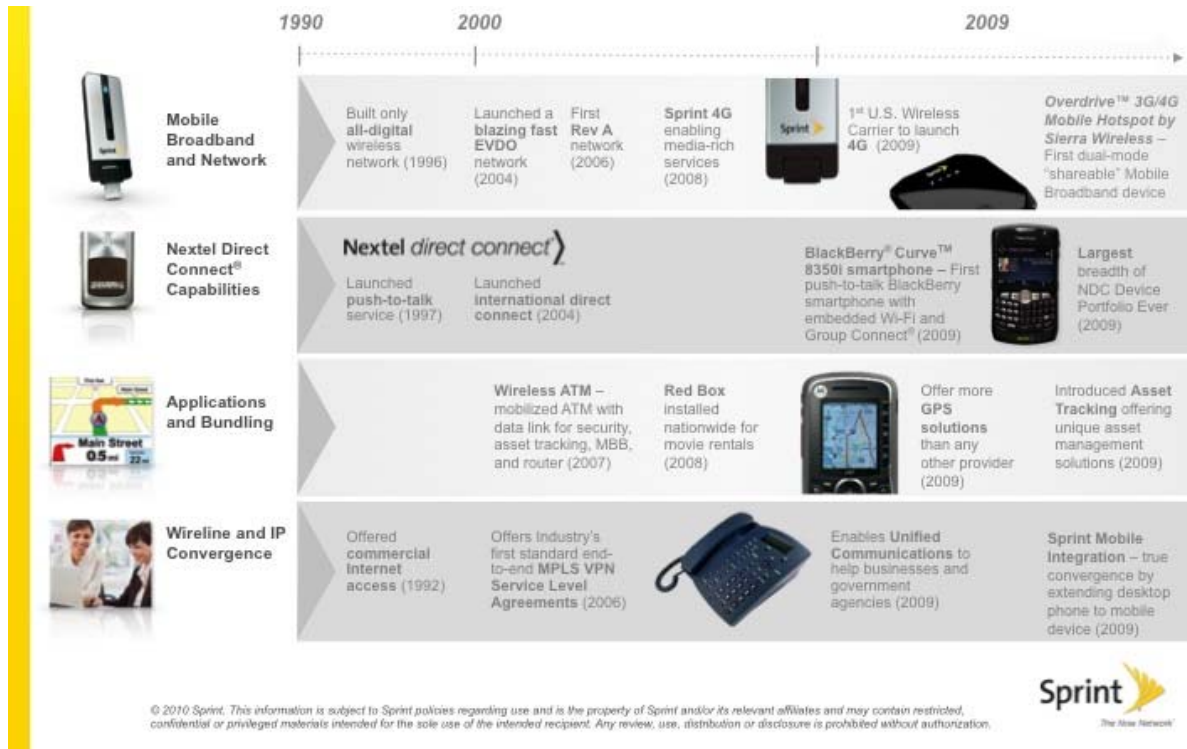 1990
2000
2009
Mobile
Broadband
and Network
Built only
all-digital
wireless
network (1996)
Launched a
blazing fast
EVDO
network
(2004)
First
Rev A
network
(2006)
Sprint 4G
enabling
media-rich
services
(2008)
Sprint
1st U.S. Wireless
Carrier to launch
4G (2009)
Overdrive™ 3G/4G
Mobile Hotspot by
Sierra Wireless –
First dual-mode
"shareable" Mobile
Broadband device
Nextel Direct
Connect®
Capabilities
Nextel direct connect
Launched
push-to-talk
service (1997)
Launched
international direct
connect (2004)
BlackBerry® Curve™
8350i smartphone – First
push-to-talk BlackBerry
smartphone with
embedded Wi-Fi and
Group Connect® (2009)
Largest
breadth of
NDC Device
Portfolio Ever
(2009)
Main Street
0.5 mi
22
Applications
and Bundling
Wireless ATM –
mobilized ATM with
data link for security,
asset tracking, MBB,
and router (2007)
Red Box
installed
nationwide for
movie rentals
(2008)
Offer more
GPS
solutions
than any
other provider
(2009)
Introduced Asset
Tracking offering
unique asset
management
solutions (2009)
Wireline and IP
Convergence
Offered
commercial
Internet
access (1992)
Offers Industry's
first standard end-
to-end MPLS VPN
Service Level
Agreements (2006)
Enables Unified
Communications to
help businesses and
government
agencies (2009)
Sprint Mobile
Integration – true
convergence by
extending desktop
phone to mobile
device (2009)
© 2010 Sprint. This information is subject to Sprint policies regarding use and is the property of Sprint and/or its relevant affiliates and may contain restricted,
confidential or privileged materials intended for the sole use of the intended recipient. Any review, use, distribution or disclosure is prohibited without authorization.
Sprint
The Now Network™